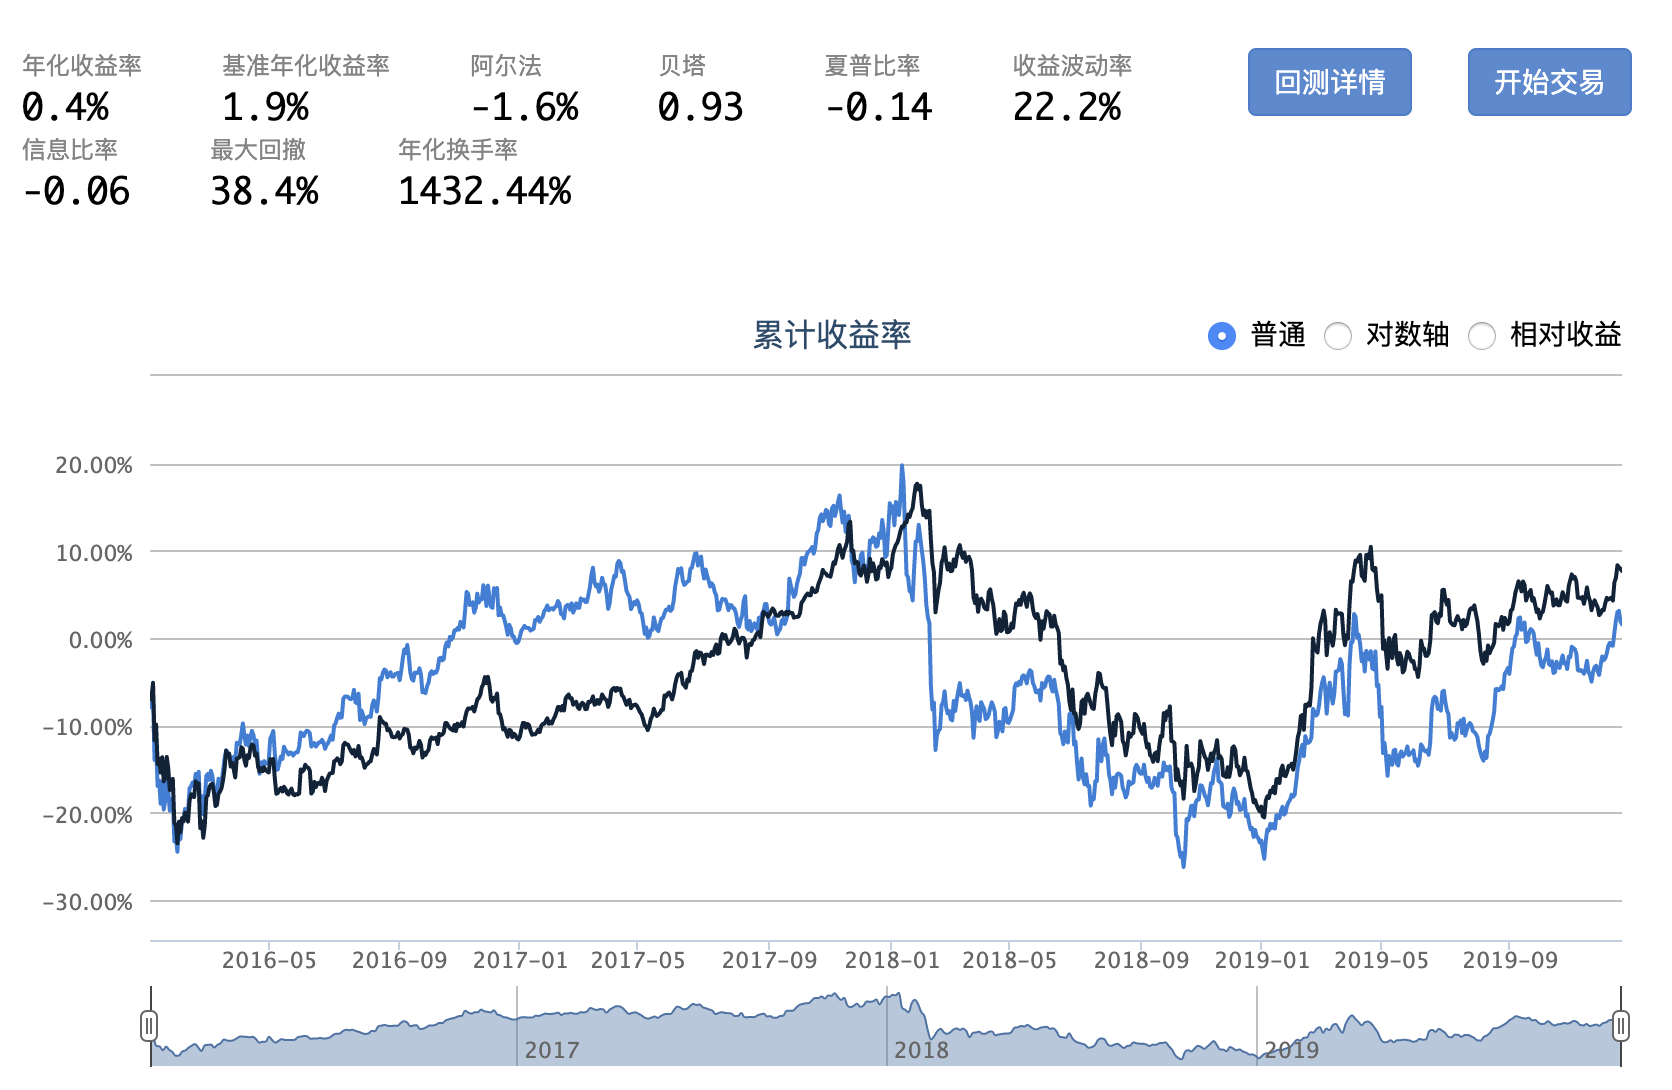 年化收益率 基准年化收益率 阿尔法 贝塔 夏普比率 收益波动率
0.4% 1.9% -1.6% 0.93 -0.14 22.2%
回测详情 开始交易
信息比率 最大回撤 年化换手率
-0.06 38.4% 1432.44%
累计收益率
普通 对数轴 相对收益
20.00%
10.00%
0.00%
-10.00%
-20.00%
-30.00%
2016-05 2016-09 2017-01 2017-05 2017-09 2018-01 2018-05 2018-09 2019-01 2019-05 2019-09
2017 2018 2019